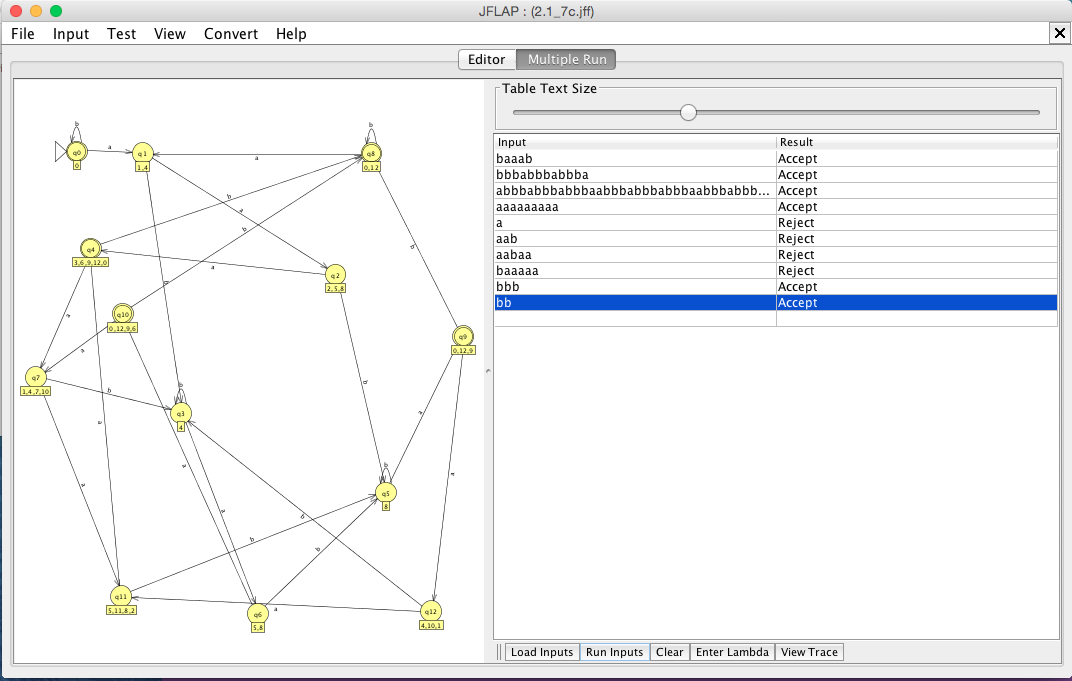 JFLAP : (2.1_7c.jff)
File Input Test View Convert Help
Editor Multiple Run
Table Text Size
Input Result
baaab Accept
bbbabbbabbba Accept
abbbabbbabbbaabbbabbbabbbaabbbabbb... Accept
aaaaaaaaa Accept
a Reject
aab Reject
aabaa Reject
baaaaa Reject
bbb Accept
bb Accept
b
q0
0
a
q1
1,4
a
b
q8
0,12
b
a
b
q4
3,6,9,12,0
a
q2
2,5,8
b
q10
0,12,9,6
b
q9
0,12,9
a
a
q7
1,4,7,10
b
b
q3
4
b
a
a
a
a
a
a
b
q5
8
b
b
b
q11
5,11,8,2
a
q6
5,8
q12
4,10,1
Load Inputs Run Inputs Clear Enter Lambda View Trace